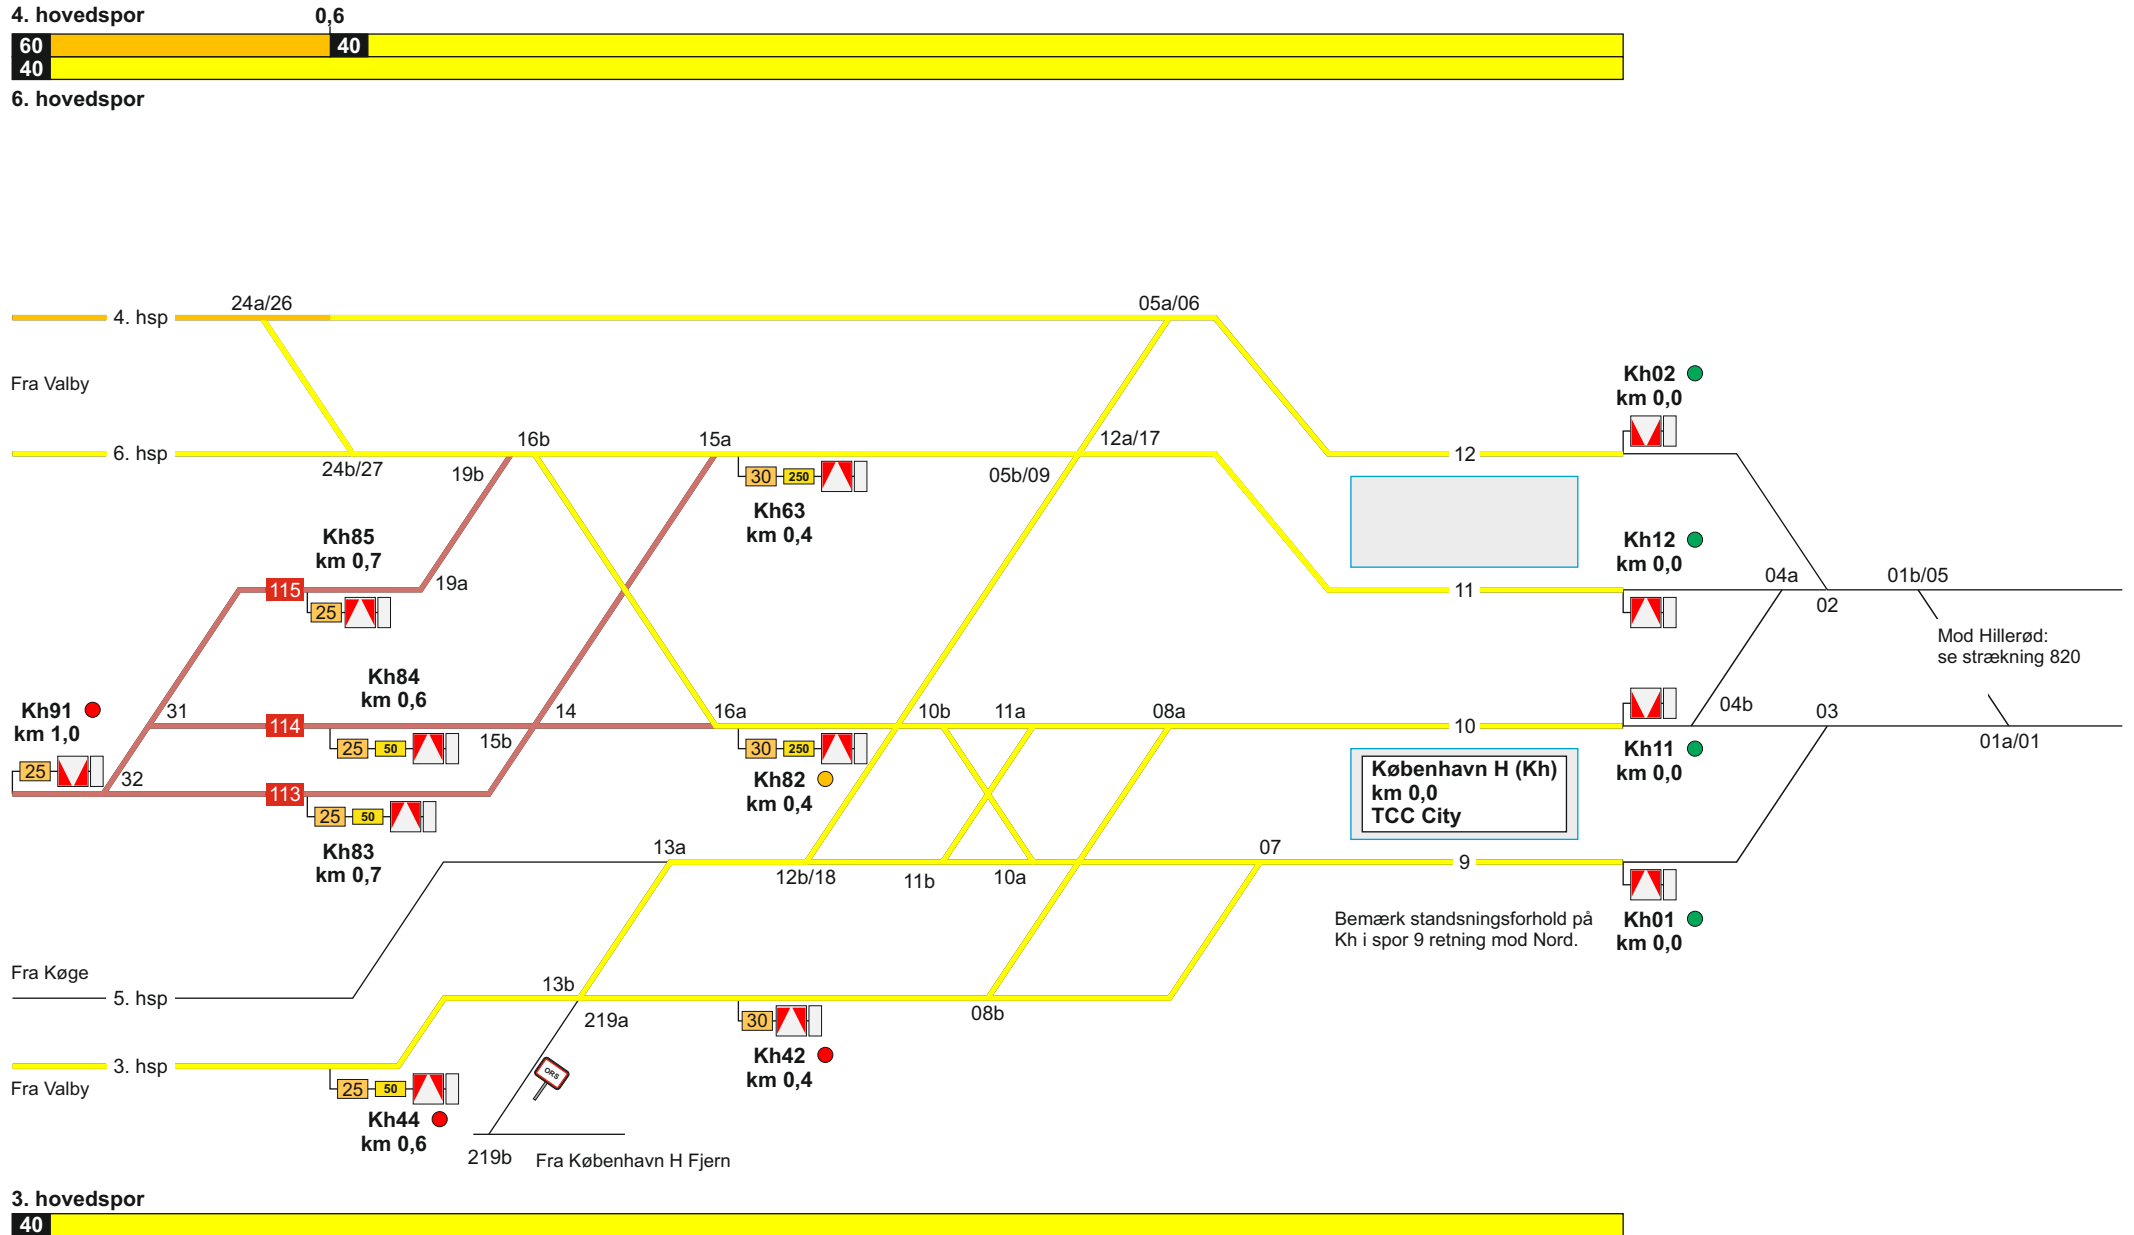 4. hovedspor
0,6
60
40
40
6. hovedspor
24a/26
05a/06
4. hsp
Fra Valby
Kh02
km 0,0
16b
15a
12a/17
6. hsp
12
24b/27
19b
05b/09
30
250
Kh63
km 0,4
Kh85
km 0,7
Kh12
km 0,0
115
19a
11
04a
01b/05
25
02
Mod Hillerød:
se strækning 820
Kh84
km 0,6
Kh91
km 1,0
31
114
14
16a
10b
11a
08a
10
04b
03
15b
25
50
30
250
Kh11
km 0,0
01a/01
25
32
Kh82
km 0,4
København H (Kh)
km 0,0
TCC City
113
25
50
Kh83
km 0,7
13a
07
9
12b/18
11b
10a
Bemærk standsningsforhold på
Kh i spor 9 retning mod Nord.
Kh01
km 0,0
Fra Køge
5. hsp
13b
219a
08b
30
Kh42
km 0,4
3. hsp
Fra Valby
ORS
25
50
Kh44
km 0,6
219b
Fra København H Fjern
3. hovedspor
40